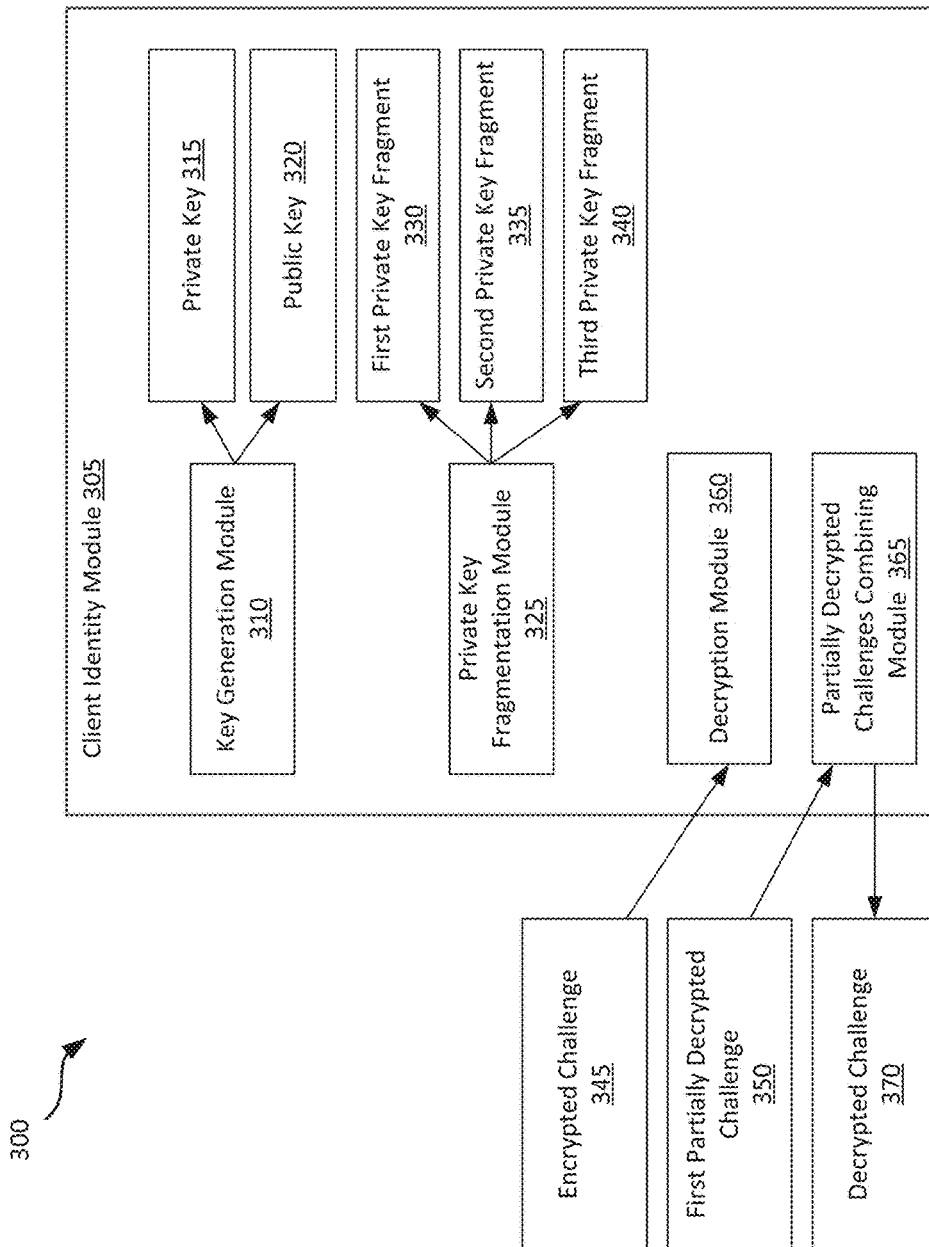 300
Client Identity Module 305
Key Generation Module
310
Private Key 315
Public Key 320
Private Key
Fragmentation Module
325
First Private Key Fragment
330
Second Private Key Fragment
335
Third Private Key Fragment
340
Encrypted Challenge
345
Decryption Module 360
First Partially Decrypted
Challenge
350
Partially Decrypted
Challenges Combining
Module 365
Decrypted Challenge
370